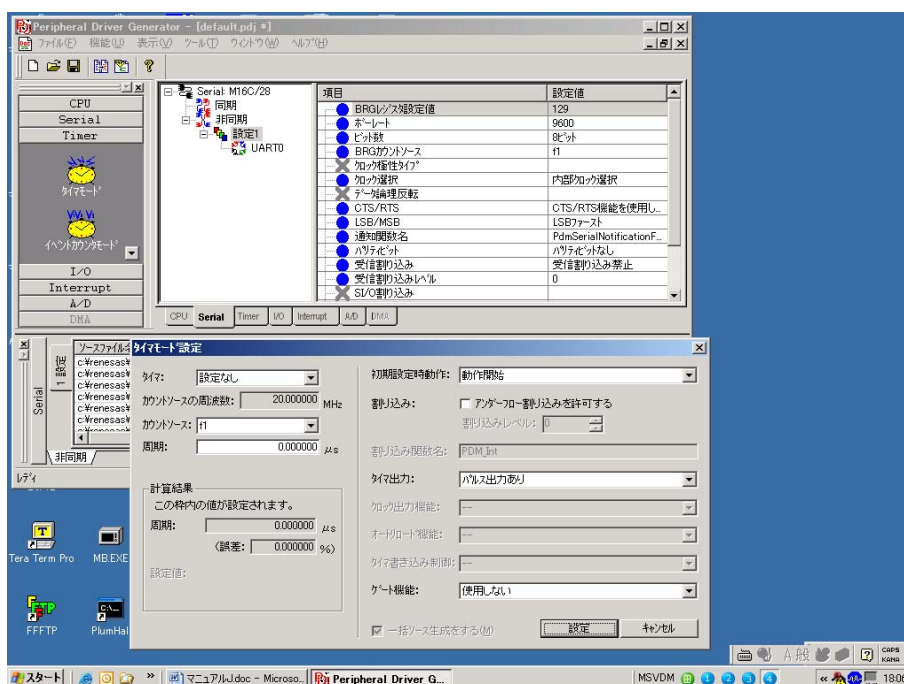 Peripheral Driver Generator - [default.pdj *]
ファイル(F) 機能(U) 表示(V) ツール(T) ウィンドウ(W) ヘルプ(H)
CPU
Serial
Timer
タイマモード
イベントカウンタモード
I/O
Interrupt
A/D
DMA
Serial: M16C/28
同期
非同期
設定1
UART0
項目 設定値
BRGレジスタ設定値 129
ボーレート 9600
ビット数 8ビット
BRGカウントソース f1
クロック極性タイプ
クロック選択 内部クロック選択
データ論理反転
CTS/RTS CTS/RTS機能を使用し...
LSB/MSB LSBファースト
通知関数名 PdmSerialNotificationF...
パリティビット パリティビットなし
受信割り込み 受信割り込み禁止
受信割り込みレベル 0
SI/O割り込み
CPU Serial Timer I/O Interrupt A/D DMA
Serial
設定 1
ソースファイル
c:¥renesas¥
c:¥renesas¥
c:¥renesas¥
c:¥renesas¥
c:¥renesas¥
非同期
レディ
タイマモード設定
タイマ: 設定なし
カウントソースの周波数: 20.000000 MHz
カウントソース: f1
周期: 0.000000 μs
計算結果
この枠内の値が設定されます。
周期: 0.000000 μs
(誤差: 0.000000 %)
設定値:
初期設定時動作: 動作開始
割り込み: アンダーフロー割り込みを許可する
割り込みレベル: 0
割り込み関数名: PDM_Int
タイマ出力: パルス出力あり
クロック出力機能: --
オートリロード機能: --
タイマ書き込み制御: --
ゲート機能: 使用しない
一括ソース生成をする(M)
設定 キャンセル
Tera Term Pro
MB.EXE
FFFTP
PlumHal
A 般
CAPS
KANA
スタート
マニュアルJ.doc - Microso...
Peripheral Driver G...
MSVDM
1 2 3 4
18:06